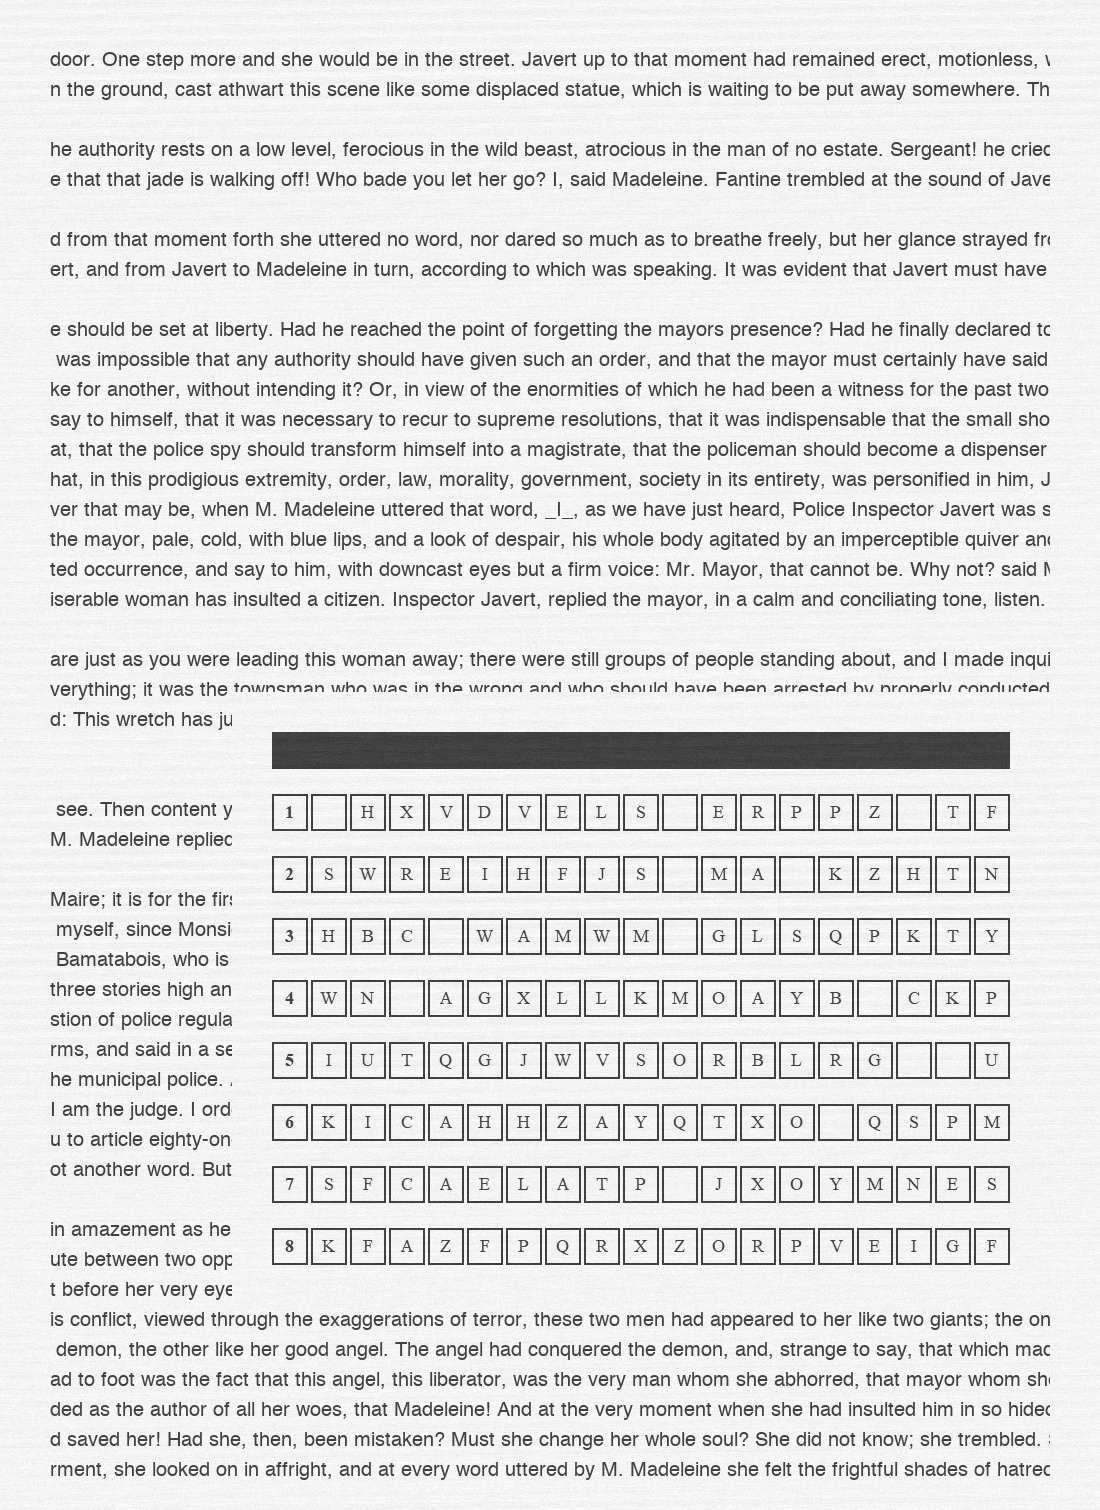 door. One step more and she would be in the street. Javert up to that moment had remained erect, motionless,
n the ground, cast athwart this scene like some displaced statue, which is waiting to be put away somewhere. Th
he authority rests on a low level, ferocious in the wild beast, atrocious in the man of no estate. Sergeant! he cried
e that that jade is walking off! Who bade you let her go? I, said Madeleine. Fantine trembled at the sound of Jave
d from that moment forth she uttered no word, nor dared so much as to breathe freely, but her glance strayed fro
ert, and from Javert to Madeleine in turn, according to which was speaking. It was evident that Javert must have
e should be set at liberty. Had he reached the point of forgetting the mayors presence? Had he finally declared to
was impossible that any authority should have given such an order, and that the mayor must certainly have said
ke for another, without intending it? Or, in view of the enormities of which he had been a witness for the past two
say to himself, that it was necessary to recur to supreme resolutions, that it was indispensable that the small sho
at, that the police spy should transform himself into a magistrate, that the policeman should become a dispenser
hat, in this prodigious extremity, order, law, morality, government, society in its entirety, was personified in him, J
ver that may be, when M. Madeleine uttered that word, _I_, as we have just heard, Police Inspector Javert was s
the mayor, pale, cold, with blue lips, and a look of despair, his whole body agitated by an imperceptible quiver and
ted occurrence, and say to him, with downcast eyes but a firm voice: Mr. Mayor, that cannot be. Why not? said
iserable woman has insulted a citizen. Inspector Javert, replied the mayor, in a calm and conciliating tone, listen.
are just as you were leading this woman away; there were still groups of people standing about, and I made inqui
verything; it was the townsman who was in the wrong and who should have been arrested by properly conducted
d: This wretch has ju
see. Then content y
M. Madeleine replied
Maire; it is for the firs
myself, since Monsi
Bamatabois, who is
three stories high an
stion of police regula
rms, and said in a se
he municipal police.
I am the judge. I ord
u to article eighty-on
ot another word. But
in amazement as he
ute between two opp
t before her very eye
1 H X V D V E L S E R P P Z T F
2 S W R E I H F J S M A K Z H T N
3 H B C W A M W M G L S Q P K T Y
4 W N A G X L L K M O A Y B C K P
5 I U T Q G J W V S O R B L R G U
6 K I C A H H Z A Y Q T X O Q S P M
7 S F C A E L A T P J X O Y M N E S
8 K F A Z F P Q R X Z O R P V E I G F
is conflict, viewed through the exaggerations of terror, these two men had appeared to her like two giants; the on
demon, the other like her good angel. The angel had conquered the demon, and, strange to say, that which mad
ad to foot was the fact that this angel, this liberator, was the very man whom she abhorred, that mayor whom she
ded as the author of all her woes, that Madeleine! And at the very moment when she had insulted him in so hideo
d saved her! Had she, then, been mistaken? Must she change her whole soul? She did not know; she trembled.
rment, she looked on in affright, and at every word uttered by M. Madeleine she felt the frightful shades of hatred